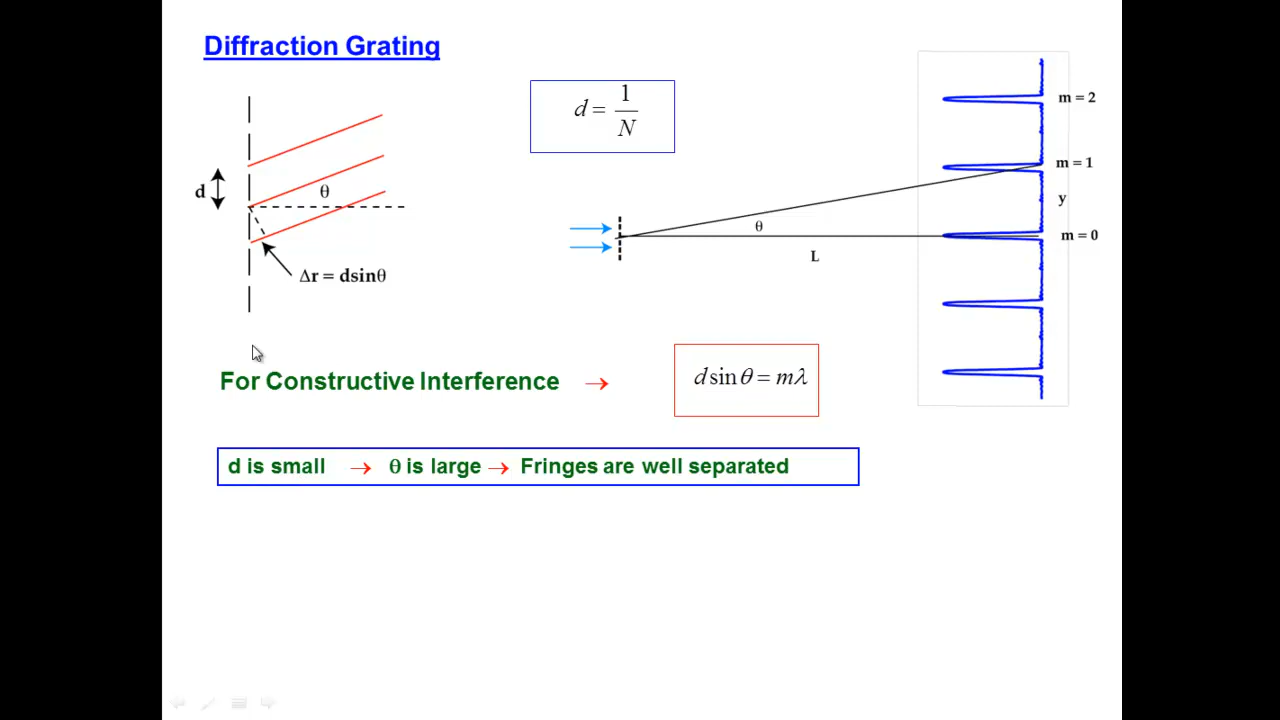 Diffraction Grating
d = 1/N
d
θ
Δr = dsinθ
m = 2
m = 1
y
θ
m = 0
L
For Constructive Interference →
d sin θ = mλ
d is small → θ is large → Fringes are well separated